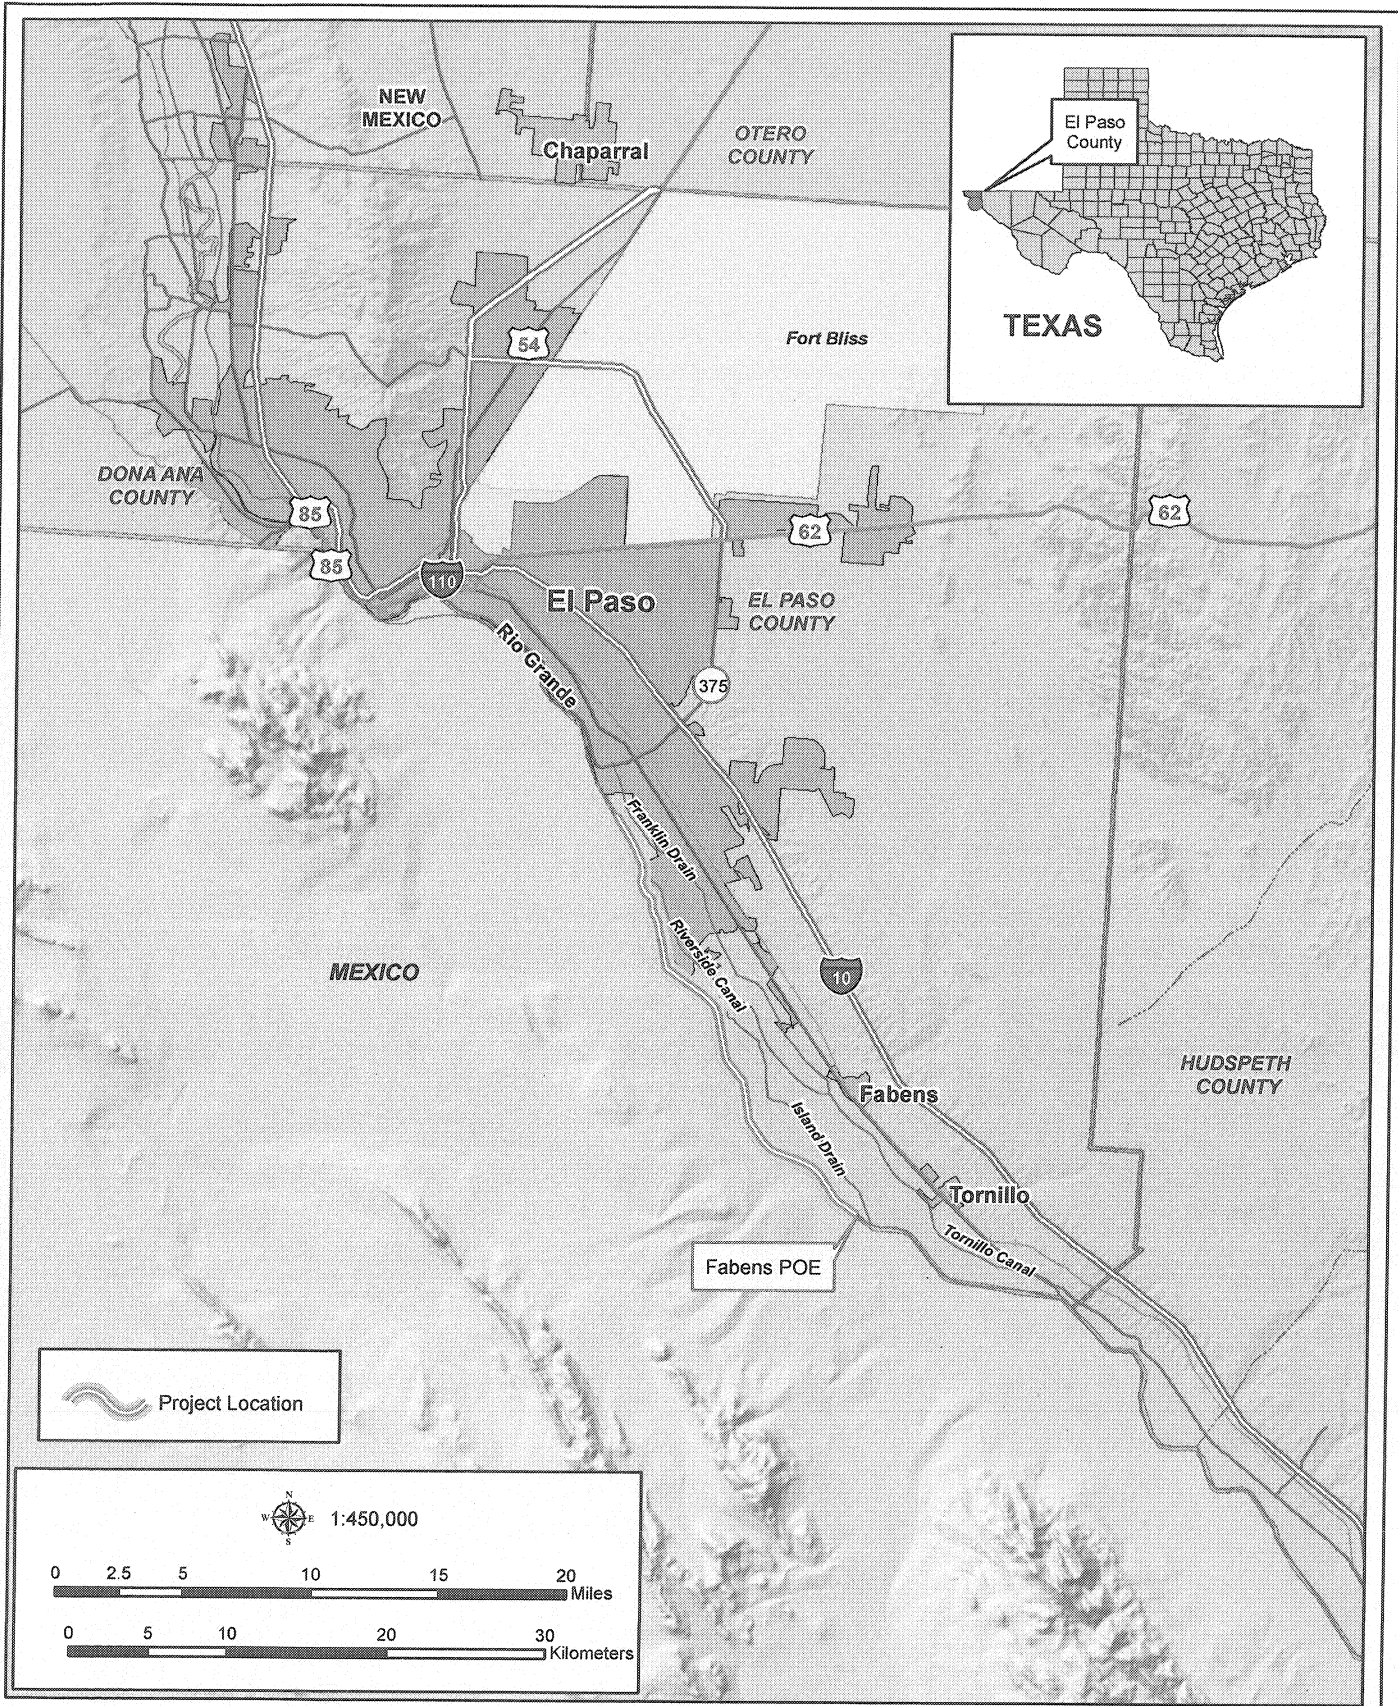 NEW
MEXICO
Chaparral
OTERO
COUNTY
El Paso
County
TEXAS
Fort Bliss
54
DONA ANA
COUNTY
85
62
62
85
110
El Paso
EL PASO
COUNTY
Rio Grande
375
Franklin Drain
Riverside Canal
MEXICO
10
HUDSPETH
COUNTY
Fabens
Island Drain
Tornillo
Tornillo Canal
Fabens POE
Project Location
N
W E
S
1:450,000
0 2.5 5 10 15 20
Miles
0 5 10 20 30
Kilometers